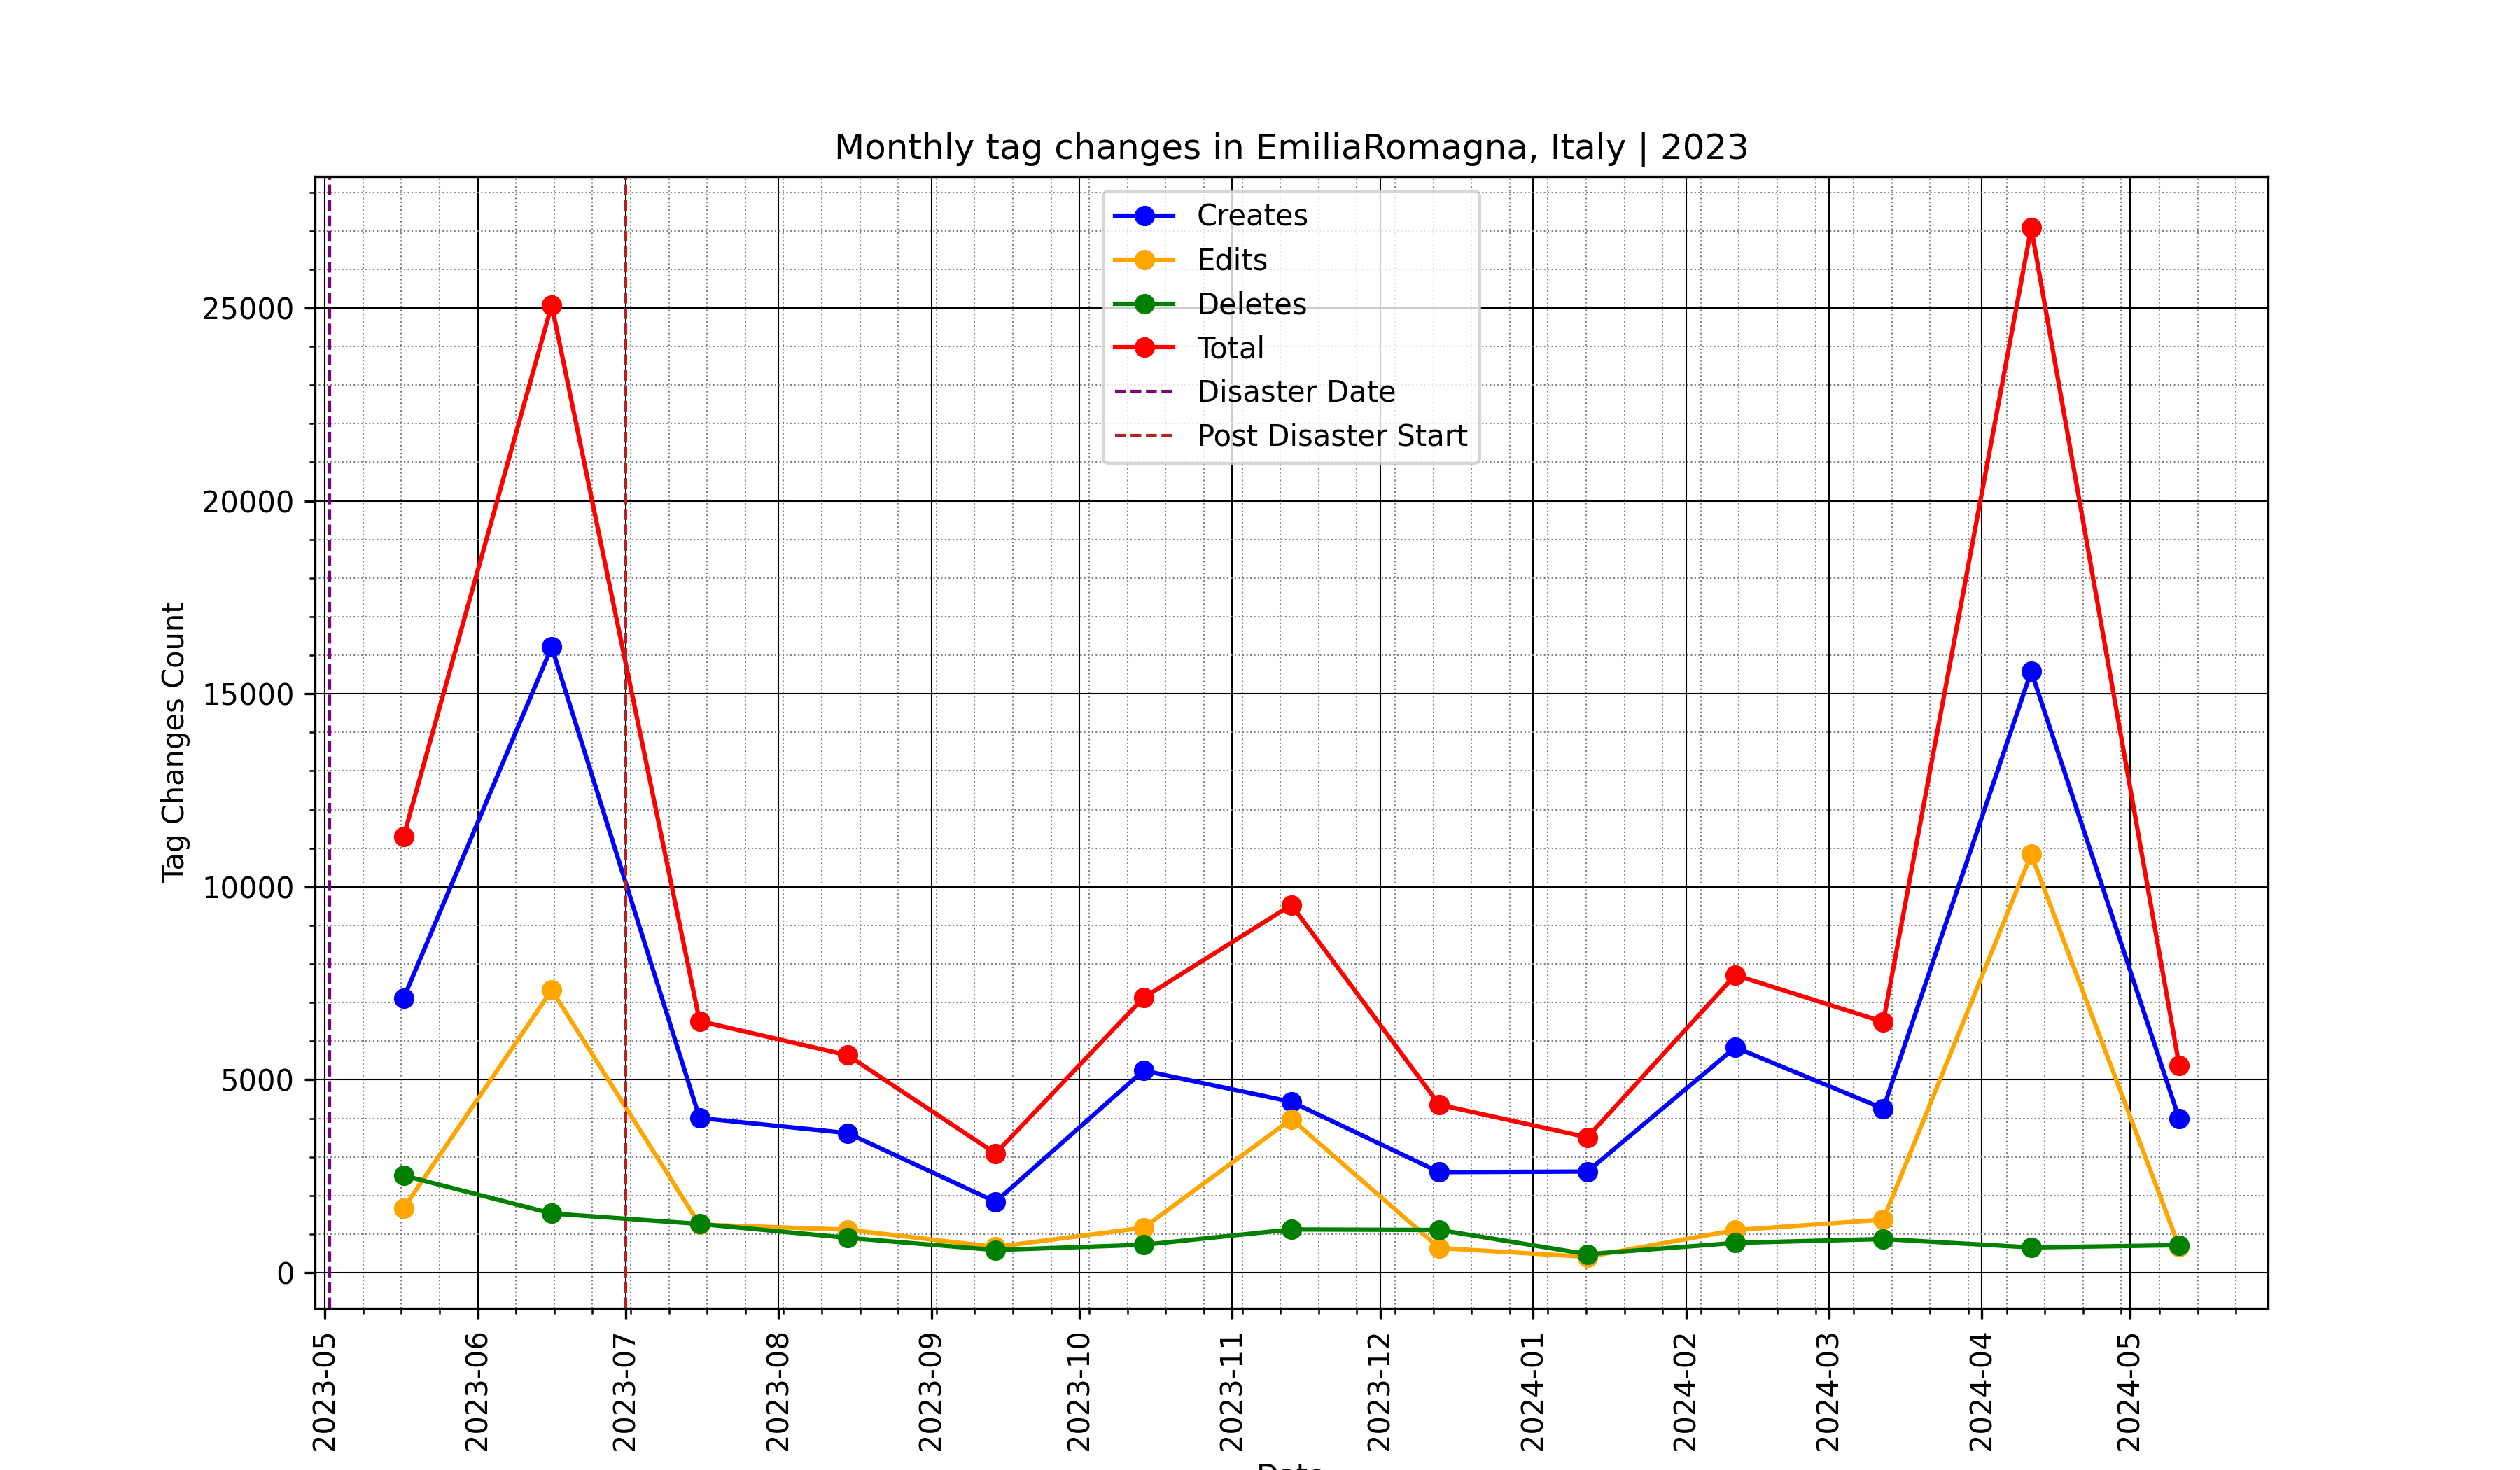 Monthly tag changes in EmiliaRomagna, Italy | 2023
Creates
Edits
Deletes
Total
Disaster Date
Post Disaster Start
Tag Changes Count
25000
20000
15000
10000
5000
0
2023-05
2023-06
2023-07
2023-08
2023-09
2023-10
2023-11
2023-12
2024-01
2024-02
2024-03
2024-04
2024-05
Date